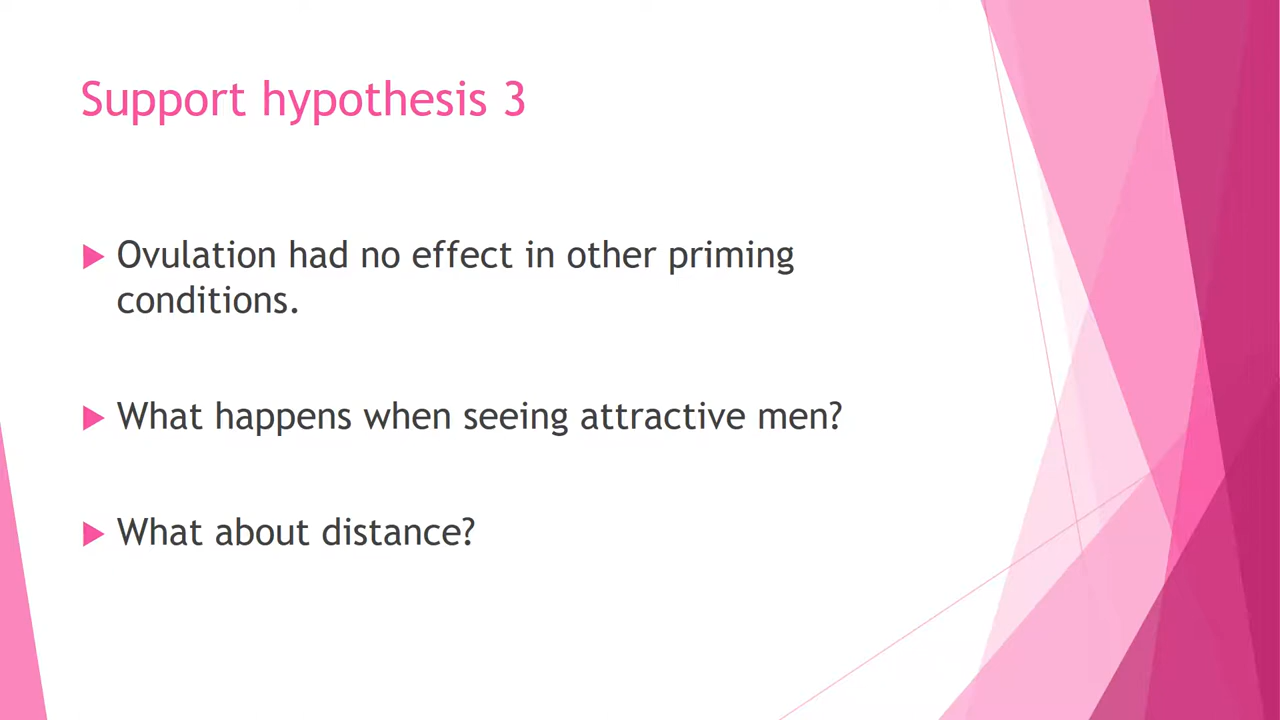 Support hypothesis 3
Ovulation had no effect in other priming
conditions.
What happens when seeing attractive men?
What about distance?